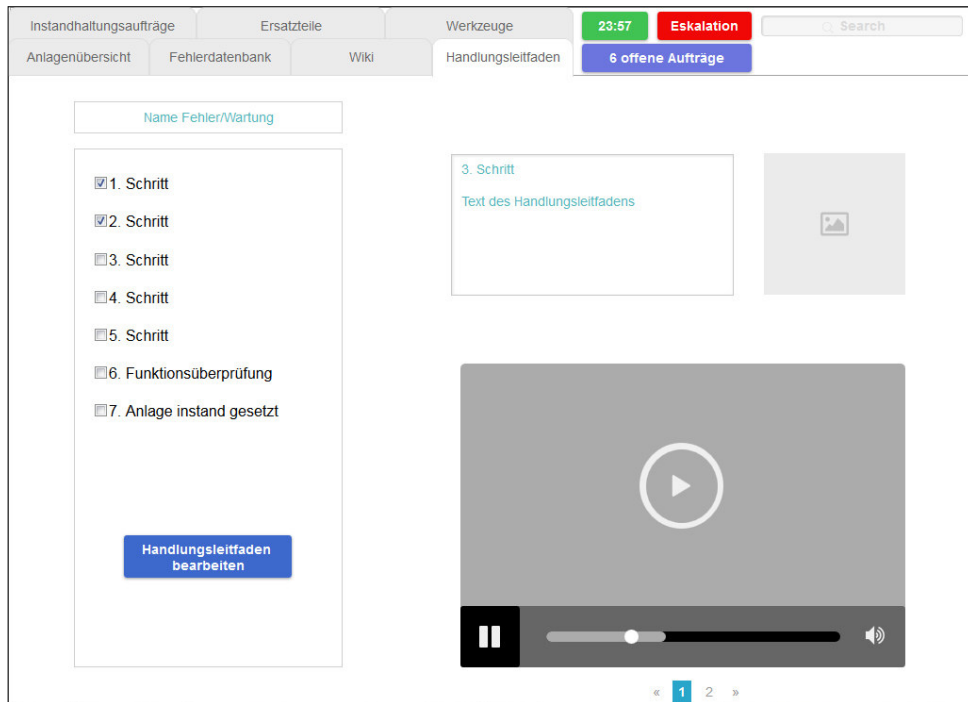 Instandhaltungsaufträge Ersatzteile Werkzeuge 23:57 Eskalation Search
Anlagenübersicht Fehlerdatenbank Wiki Handlungsleitfaden 6 offene Aufträge
Name Fehler/Wartung
1. Schritt
2. Schritt
3. Schritt
4. Schritt
5. Schritt
6. Funktionsüberprüfung
7. Anlage instand gesetzt
Handlungsleitfaden
bearbeiten
3. Schritt
Text des Handlungsleitfadens
« 1 2 »